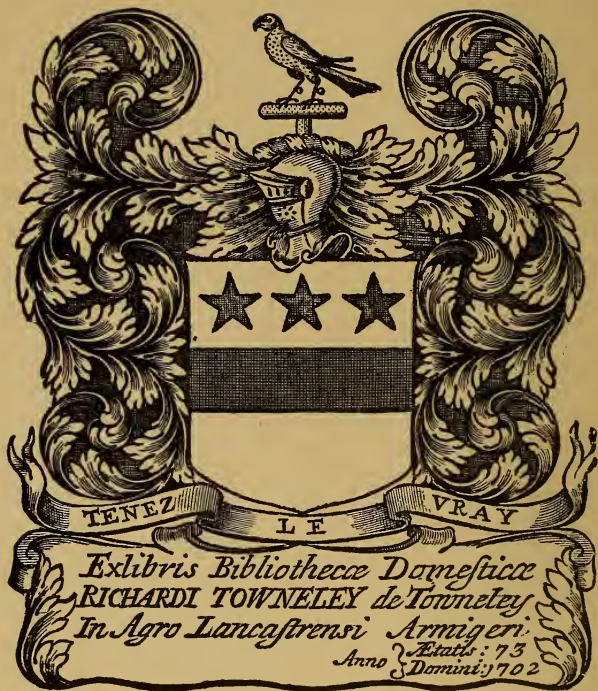 TENEZ LE VRAY
Exlibris Bibliothecæ Domeſticæ
RICHARDI TOWNELEY de Towneley
In Agro Lancaſtrensi Armigeri
Anno } Ætatis: 73
Domini: 1702